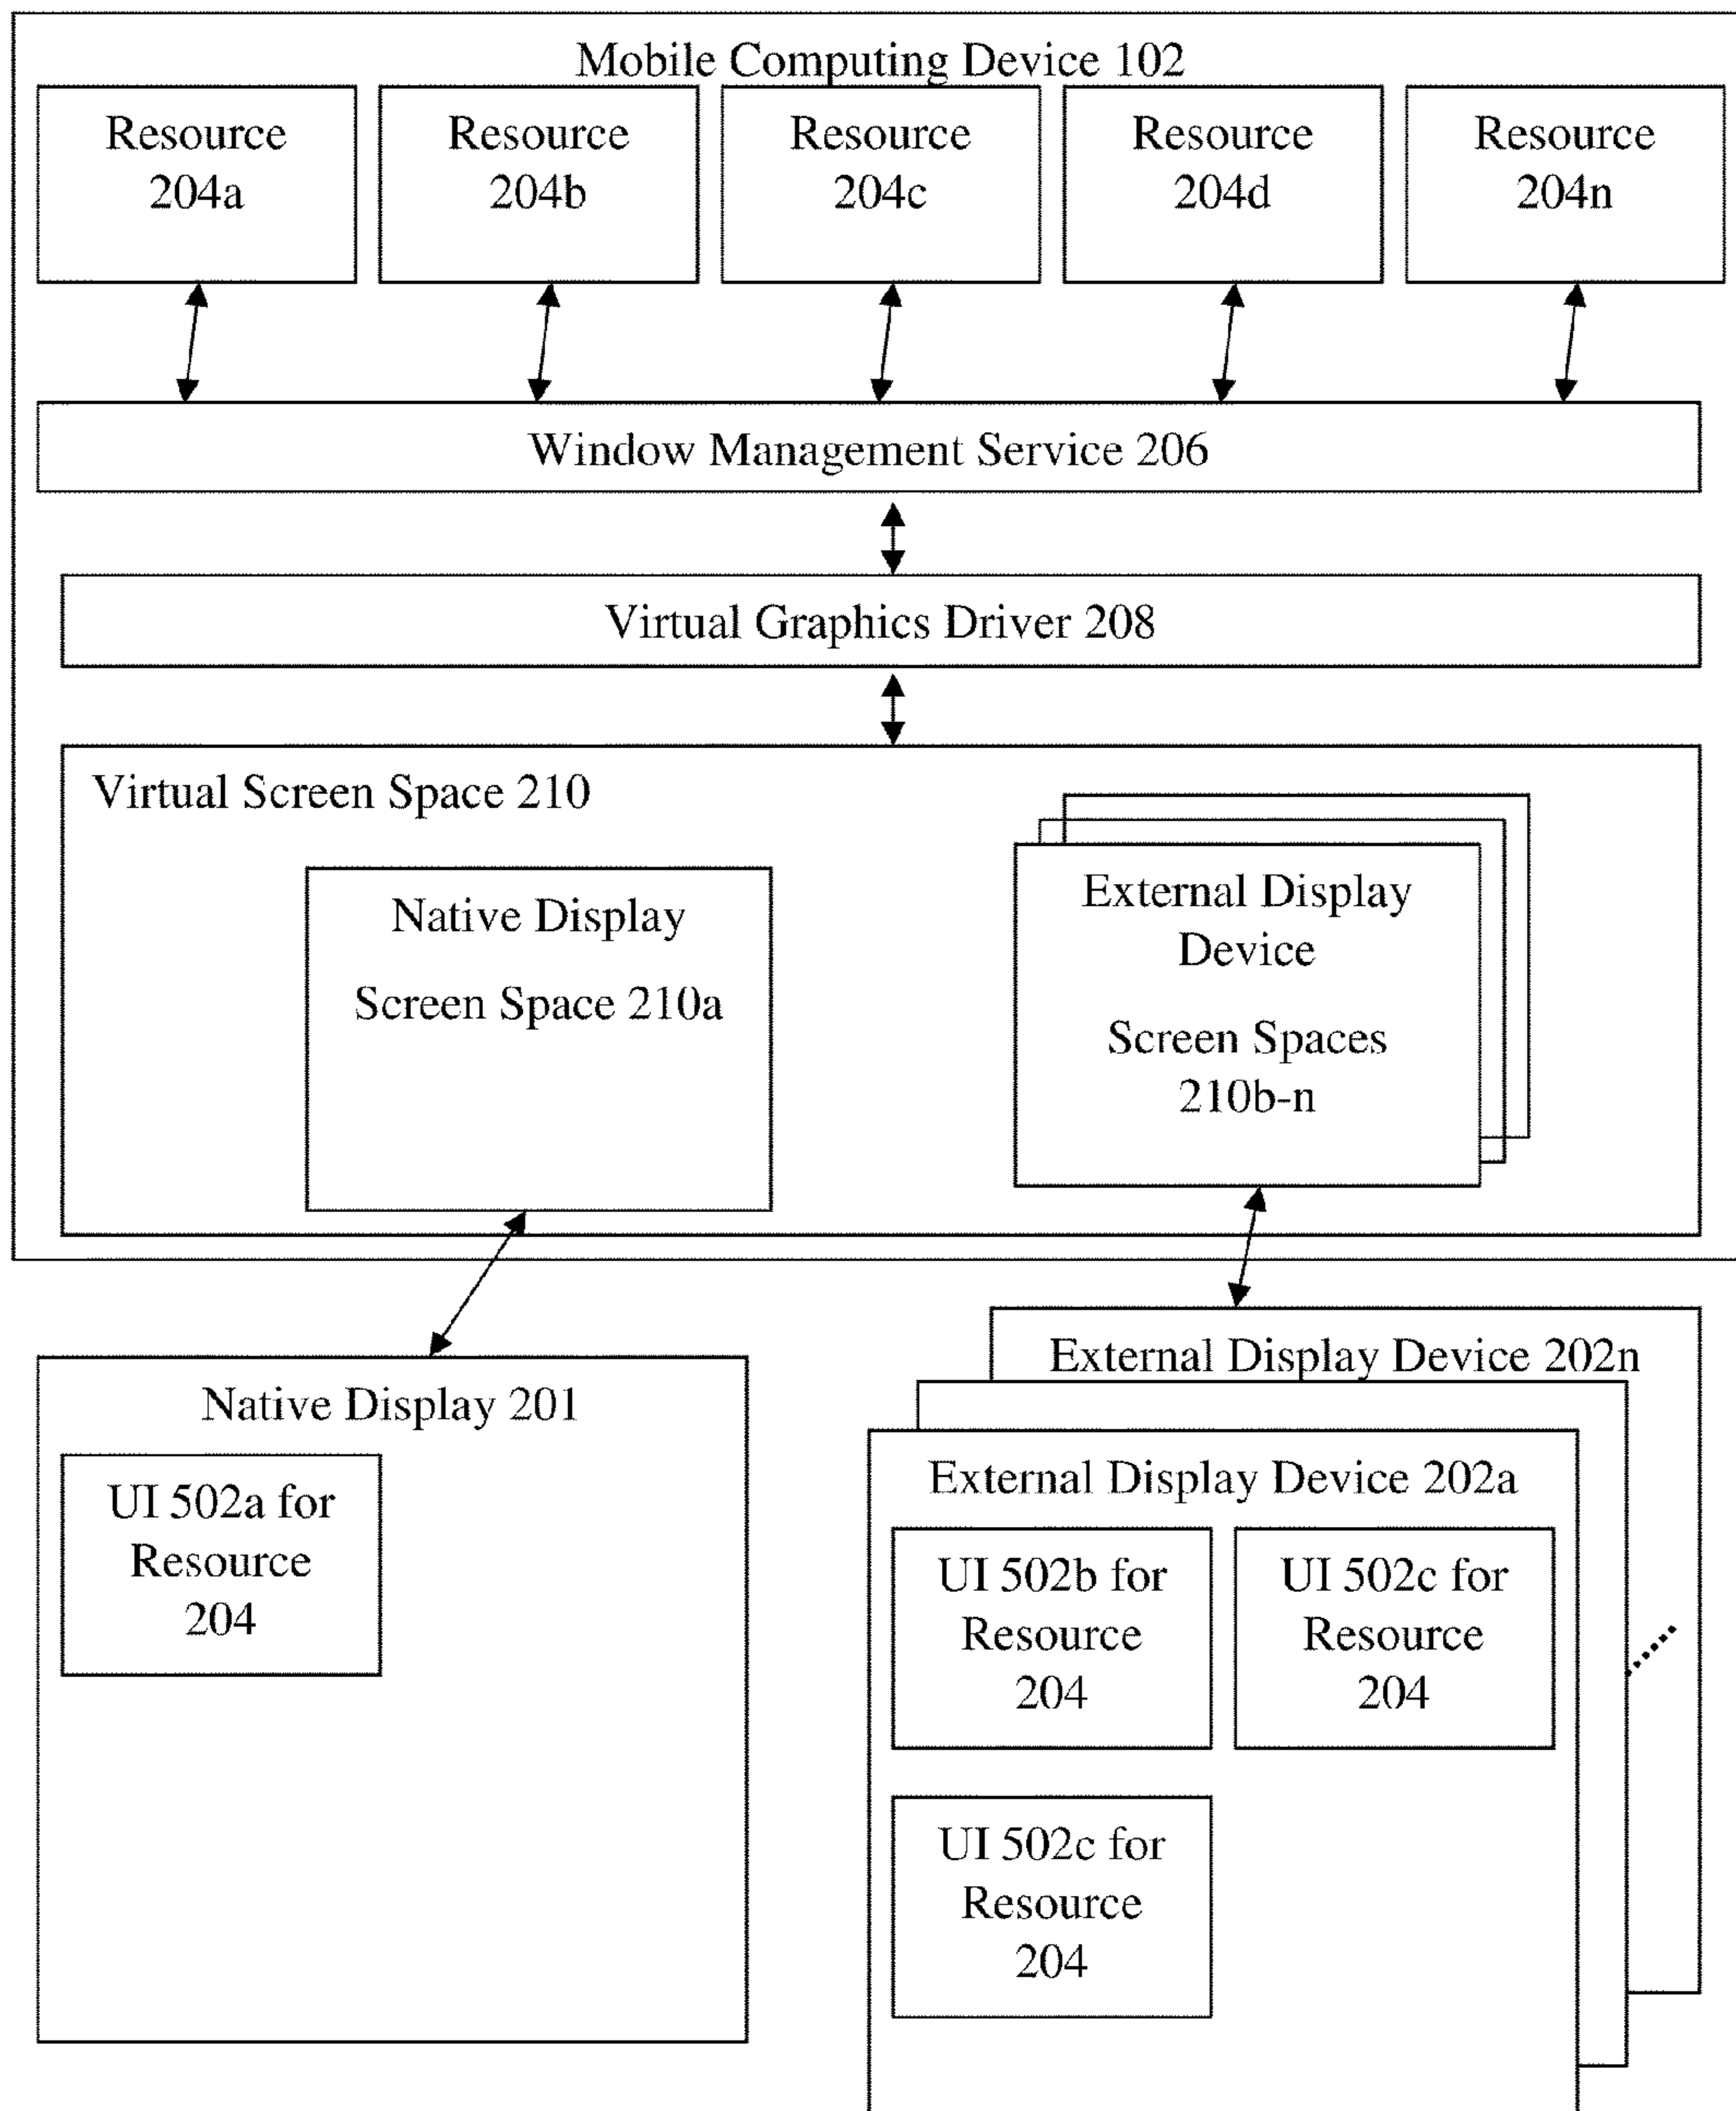 Mobile Computing Device 102
Resource
204a
Resource
204b
Resource
204c
Resource
204d
Resource
204n
Window Management Service 206
Virtual Graphics Driver 208
Virtual Screen Space 210
Native Display
Screen Space 210a
External Display
Device
Screen Spaces
210b-n
Native Display 201
UI 502a for
Resource
204
External Display Device 202n
External Display Device 202a
UI 502b for
Resource
204
UI 502c for
Resource
204
UI 502c for
Resource
204